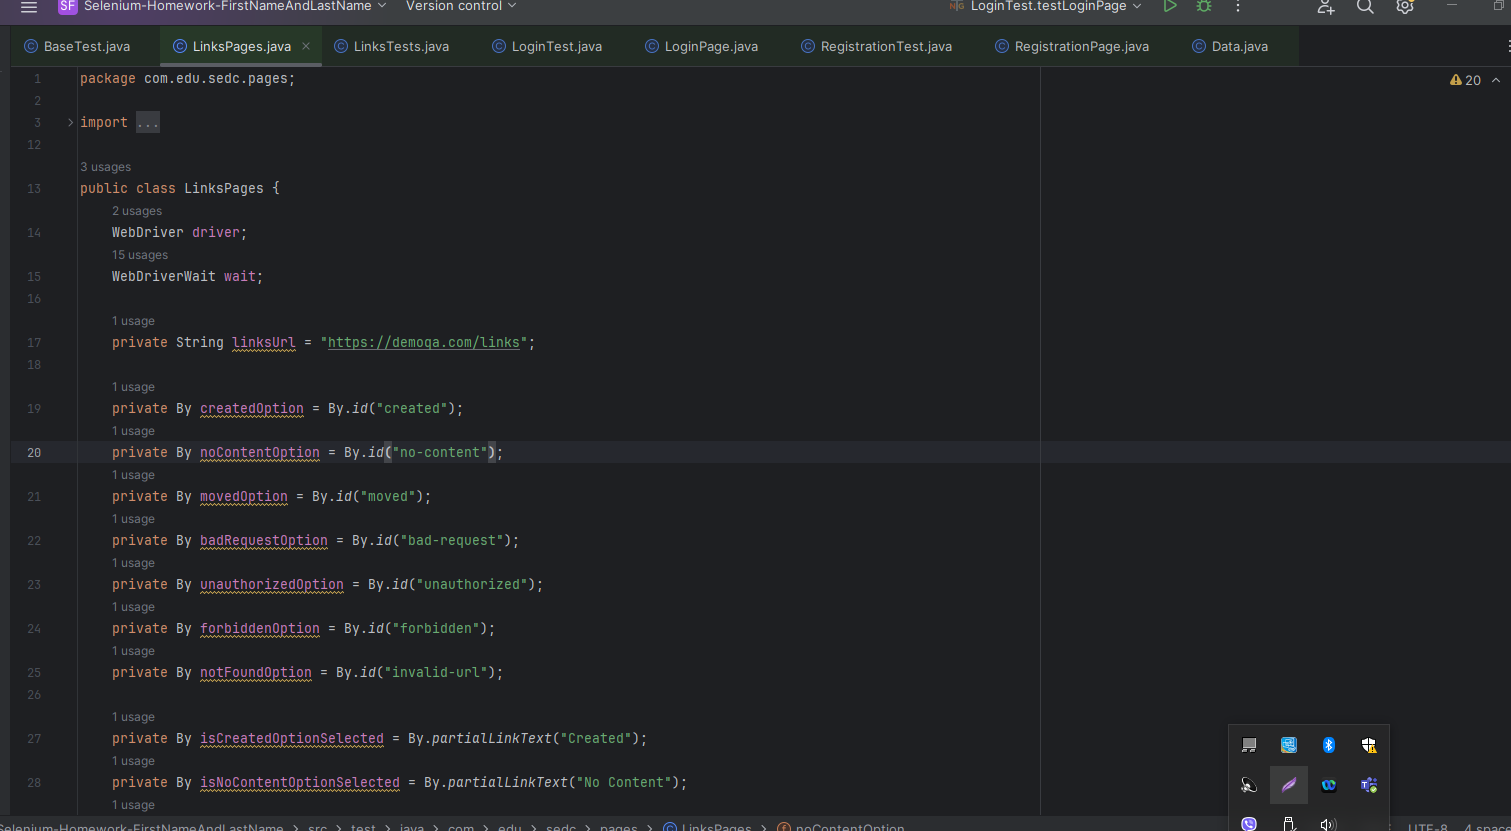 SF Selenium-Homework-FirstNameAndLastName Version control LoginTest.testLoginPage
BaseTest.java LinksPages.java LinksTests.java LoginTest.java LoginPage.java RegistrationTest.java RegistrationPage.java Data.java
1 package com.edu.sedc.pages;
20
2
3 import ...
12
3 usages
13 public class LinksPages {
2 usages
14 WebDriver driver;
15 usages
15 WebDriverWait wait;
16
1 usage
17 private String linksUrl = "https://demoqa.com/links";
18
1 usage
19 private By createdOption = By.id("created");
1 usage
20 private By noContentOption = By.id("no-content");
1 usage
21 private By movedOption = By.id("moved");
1 usage
22 private By badRequestOption = By.id("bad-request");
1 usage
23 private By unauthorizedOption = By.id("unauthorized");
1 usage
24 private By forbiddenOption = By.id("forbidden");
1 usage
25 private By notFoundOption = By.id("invalid-url");
26
1 usage
27 private By isCreatedOptionSelected = By.partialLinkText("Created");
1 usage
28 private By isNoContentOptionSelected = By.partialLinkText("No Content");
1 usage
Selenium-Homework-FirstNameAndLastName > src > test > java > com > edu > sedc > pages > LinksPages > noContentOption UTF-8 4 spac